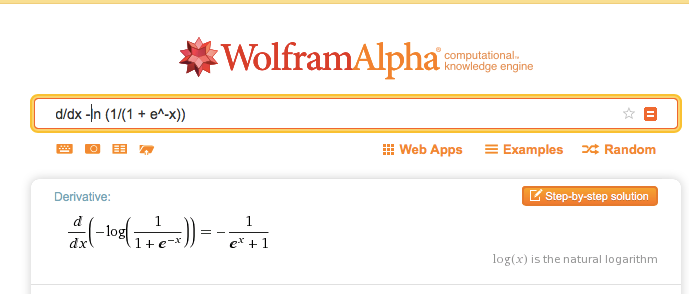 WolframAlpha computational knowledge engine
d/dx -ln (1/(1 + e^-x))
Web Apps Examples Random
Derivative: Step-by-step solution
d/dx(-log(1/(1 + e^-x))) = -1/(e^x + 1)
log(x) is the natural logarithm